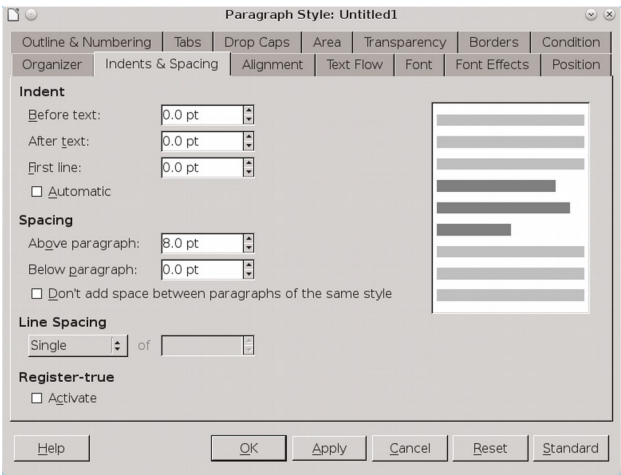 Paragraph Style: Untitled1
Outline & Numbering Tabs Drop Caps Area Transparency Borders Condition
Organizer Indents & Spacing Alignment Text Flow Font Font Effects Position
Indent
Before text: 0.0 pt
After text: 0.0 pt
First line: 0.0 pt
Automatic
Spacing
Above paragraph: 8.0 pt
Below paragraph: 0.0 pt
Don't add space between paragraphs of the same style
Line Spacing
Single of
Register-true
Activate
Help OK Apply Cancel Reset Standard